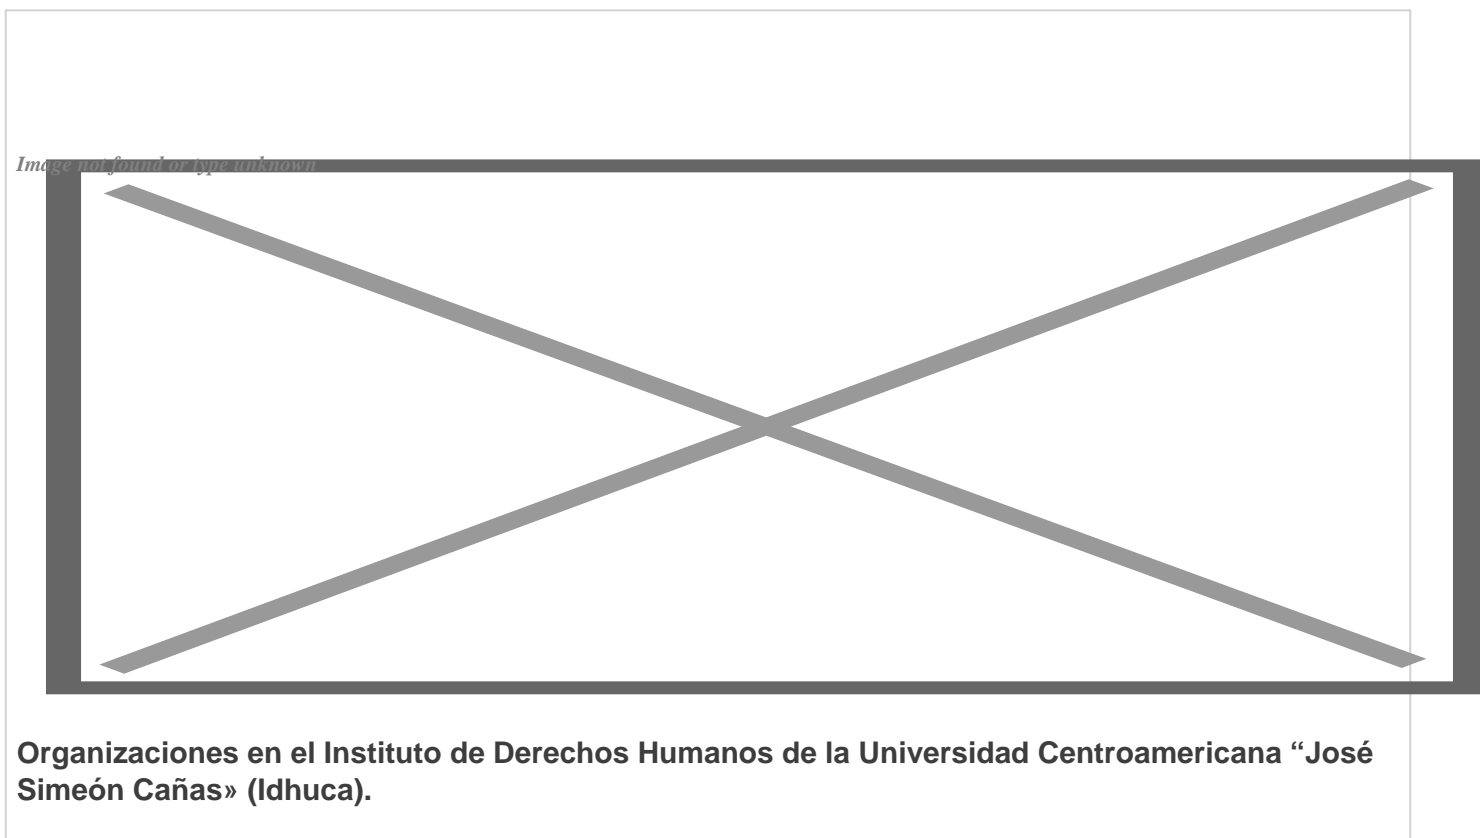 Image not found or type unknown
Organizaciones en el Instituto de Derechos Humanos de la Universidad Centroamericana “José
Simeón Cañas» (Idhuca).